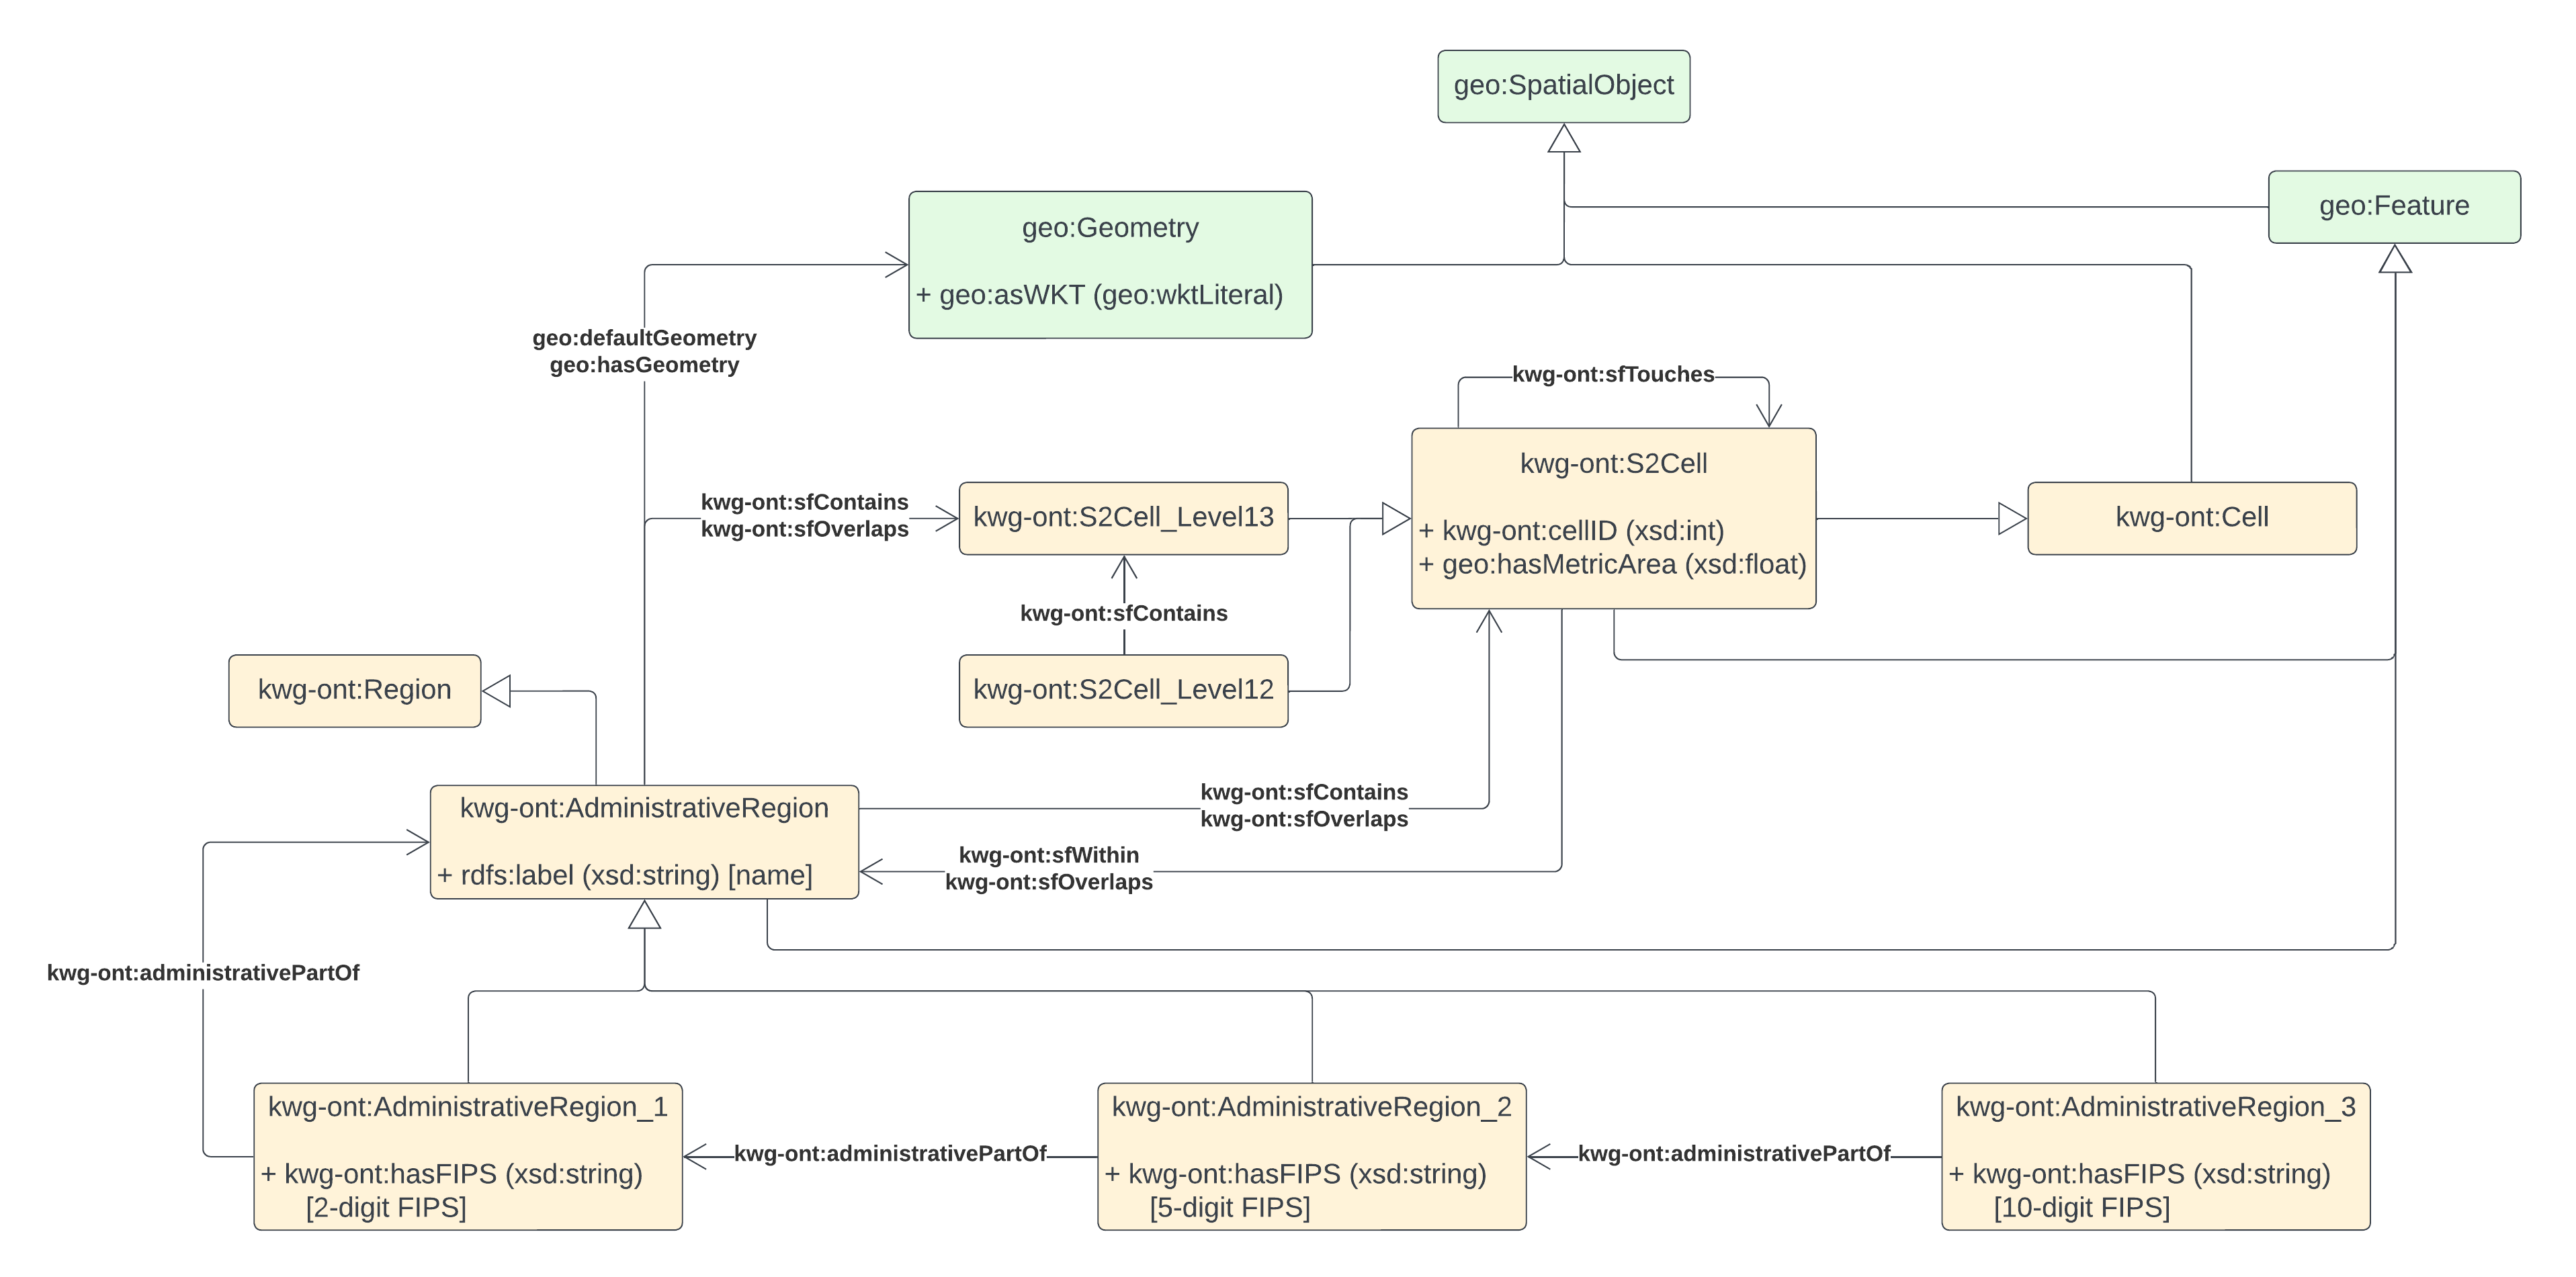 geo:SpatialObject
geo:Feature
geo:Geometry
+ geo:asWKT (geo:wktLiteral)
geo:defaultGeometry
geo:hasGeometry
kwg-ont:sfTouches
kwg-ont:S2Cell
+ kwg-ont:cellID (xsd:int)
+ geo:hasMetricArea (xsd:float)
kwg-ont:sfContains
kwg-ont:sfOverlaps
kwg-ont:S2Cell_Level13
kwg-ont:Cell
kwg-ont:sfContains
kwg-ont:Region
kwg-ont:S2Cell_Level12
kwg-ont:AdministrativeRegion
+ rdfs:label (xsd:string) [name]
kwg-ont:sfContains
kwg-ont:sfOverlaps
kwg-ont:sfWithin
kwg-ont:sfOverlaps
kwg-ont:administrativePartOf
kwg-ont:AdministrativeRegion_1
+ kwg-ont:hasFIPS (xsd:string)
[2-digit FIPS]
kwg-ont:administrativePartOf
kwg-ont:AdministrativeRegion_2
+ kwg-ont:hasFIPS (xsd:string)
[5-digit FIPS]
kwg-ont:administrativePartOf
kwg-ont:AdministrativeRegion_3
+ kwg-ont:hasFIPS (xsd:string)
[10-digit FIPS]